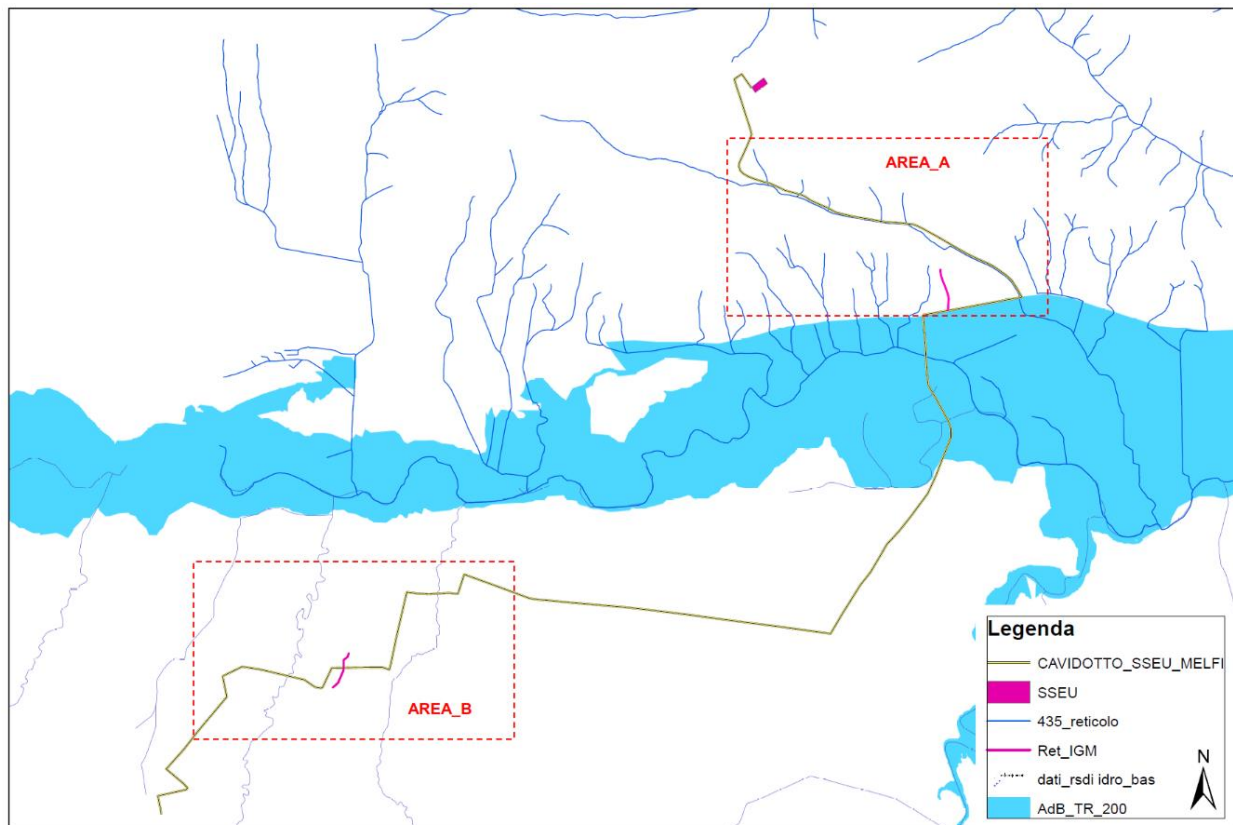 AREA_A
AREA_B
Legenda
CAVIDOTTO_SSEU_MELFI
SSEU
435_reticolo
Ret_IGM
dati_rsdi idro_bas
AdB_TR_200
N